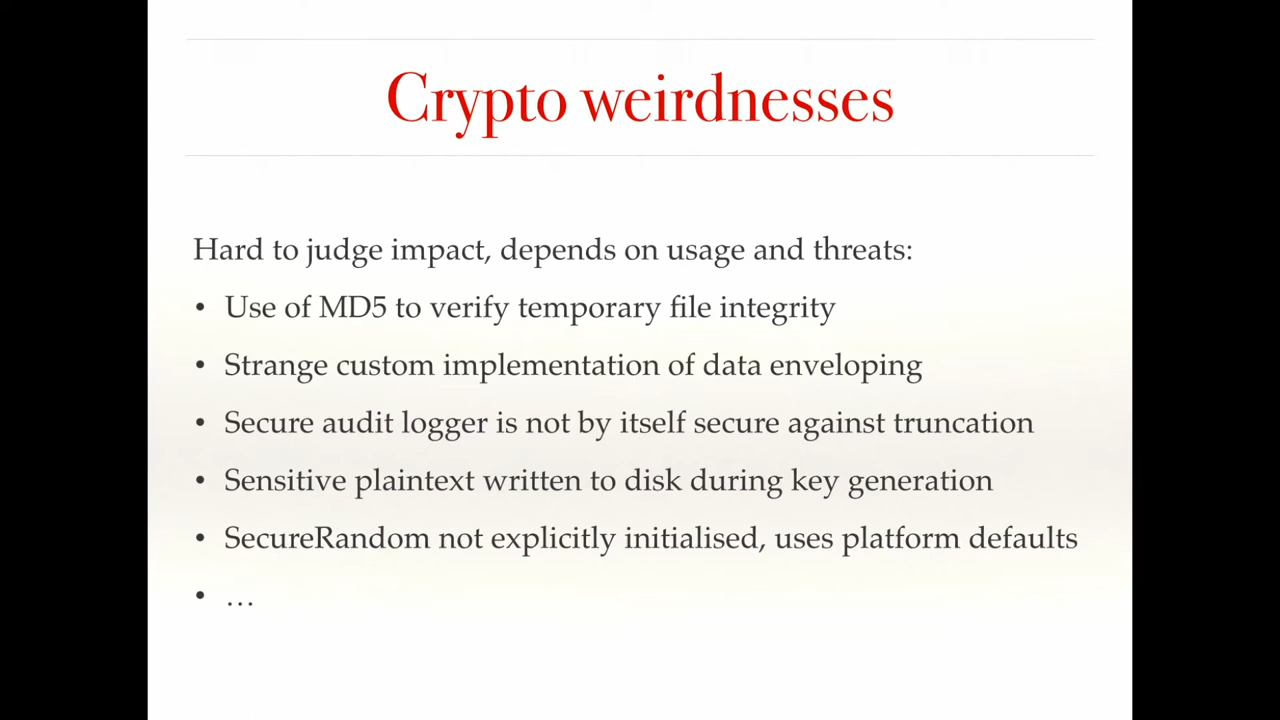 Crypto weirdnesses
Hard to judge impact, depends on usage and threats:
• Use of MD5 to verify temporary file integrity
• Strange custom implementation of data enveloping
• Secure audit logger is not by itself secure against truncation
• Sensitive plaintext written to disk during key generation
• SecureRandom not explicitly initialised, uses platform defaults
• …